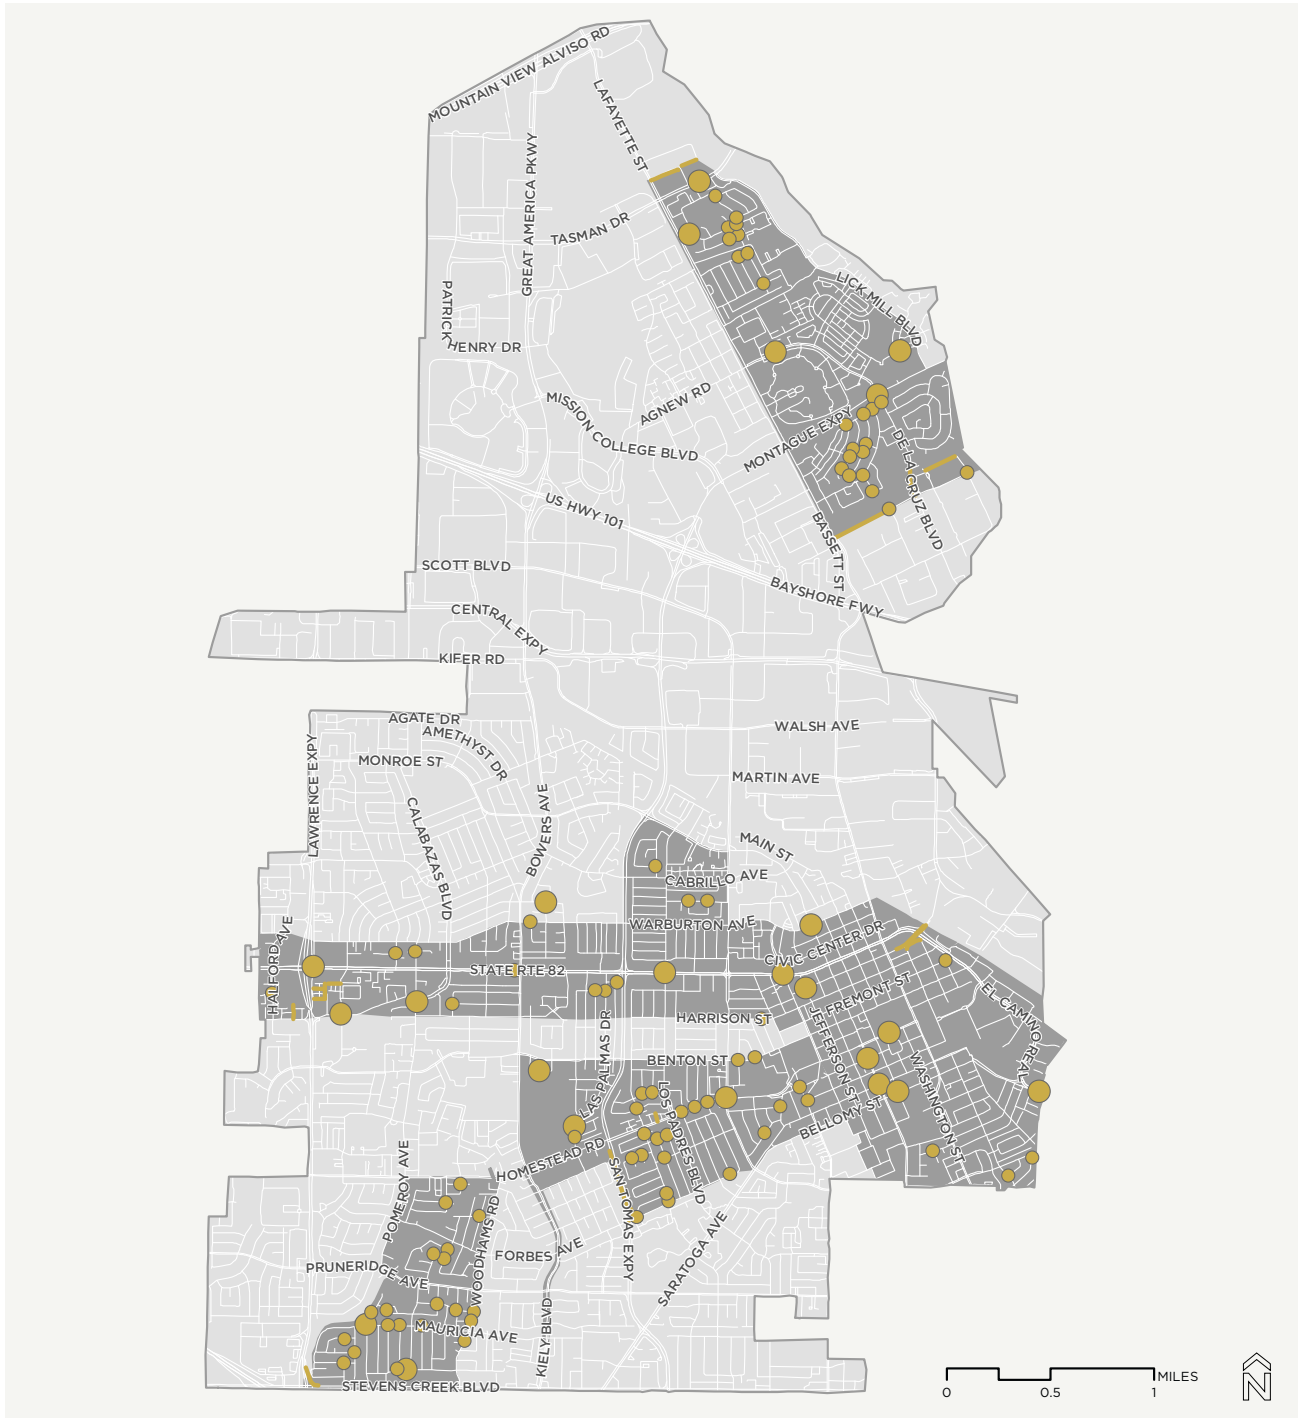 MOUNTAIN VIEW ALVISO RD
LAFAYETTE ST
GREAT AMERICA PKWY
TASMAN DR
PATRICK
HENRY DR
LICK MILL BLVD
MISSION COLLEGE BLVD
AGNEW RD
MONTAGUE EXPY
DE LA CRUZ BLVD
US HWY 101
BASSETT ST
SCOTT BLVD
BAYSHORE FWY
CENTRAL EXPY
KIFER RD
AGATE DR
AMETHYST DR
WALSH AVE
LAWRENCE EXPY
MONROE ST
MARTIN AVE
CALABAZAS BLVD
BOWERS AVE
MAIN ST
CABRILLO AVE
WARBURTON AVE
HALFORD AVE
CIVIC CENTER DR
STATE RTE 82
FREMONT ST
EL CAMINO REAL
HARRISON ST
JEFFERSON ST
LAS PALMAS DR
BENTON ST
WASHINGTON ST
LOS PADRES BLVD
BELLOMY ST
POMEROY AVE
HOMESTEAD RD
SAN TOMAS EXPY
WOODHAMS RD
FORBES AVE
SARATOGA AVE
PRUNERIDGE AVE
MAURICIA AVE
KIELY BLVD
STEVENS CREEK BLVD
MILES
0 0.5 1
N